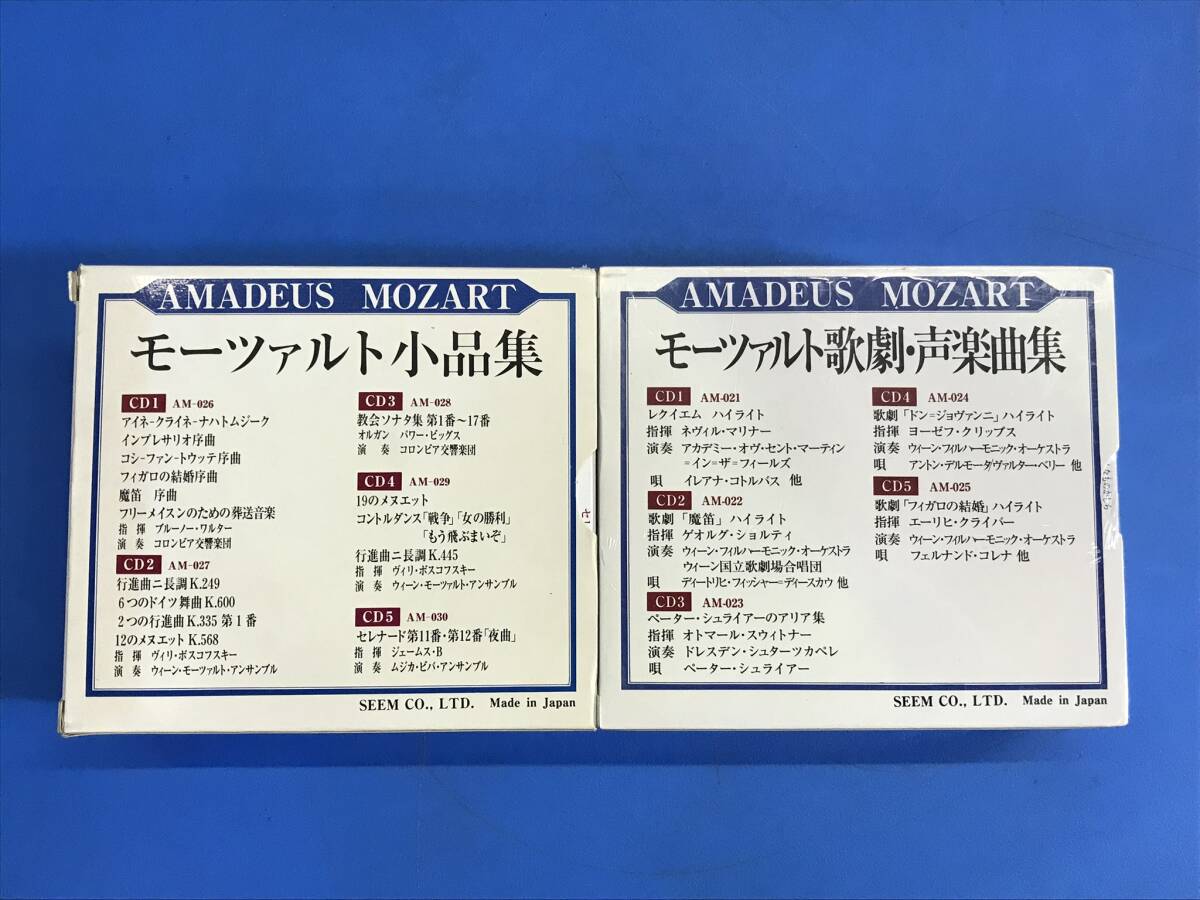 AMADEUS MOZART
モーツァルト小品集
CD1 AM-026
アイネ-クライネ-ナハトムジーク
インプレサリオ序曲
コシ-ファン-トウッテ序曲
フィガロの結婚序曲
魔笛 序曲
フリーメイスンのための葬送音楽
指揮 ブルーノー・ワルター
演奏 コロンビア交響楽団
CD2 AM-027
行進曲ニ長調K.249
6つのドイツ舞曲K.600
2つの行進曲K.335 第1番
12のメヌエットK.568
指揮 ヴィリ・ボスコフスキー
演奏 ウィーン・モーツァルト・アンサンブル
CD3 AM-028
教会ソナタ集 第1番〜17番
オルガン パワー・ビッグス
演奏 コロンビア交響楽団
CD4 AM-029
19のメヌエット
コントルダンス「戦争」「女の勝利」
「もう飛ぶまいぞ」
行進曲ニ長調K.445
指揮 ヴィリ・ボスコフスキー
演奏 ウィーン・モーツァルト・アンサンブル
CD5 AM-030
セレナード第11番・第12番「夜曲」
指揮 ジェームス・B
演奏 ムジカ・ビバ・アンサンブル
SEEM CO., LTD. Made in Japan
AMADEUS MOZART
モーツァルト歌劇・声楽曲集
CD1 AM-021
レクイエム ハイライト
指揮 ネヴィル・マリナー
演奏 アカデミー・オヴ・セント・マーティン
=イン=ザ=フィールズ
唄 イレアナ・コトルバス 他
CD2 AM-022
歌劇「魔笛」ハイライト
指揮 ゲオルグ・ショルティ
演奏 ウィーン・フィルハーモニック・オーケストラ
ウィーン国立歌劇場合唱団
唄 ディートリヒ・フィッシャー=ディースカウ 他
CD3 AM-023
ペーター・シュライアーのアリア集
指揮 オトマール・スウィトナー
演奏 ドレスデン・シュターツカペレ
唄 ペーター・シュライアー
CD4 AM-024
歌劇「ドン=ジョヴァンニ」ハイライト
指揮 ヨーゼフ・クリップス
演奏 ウィーン・フィルハーモニック・オーケストラ
唄 アントン・デルモータ/ヴァルター・ベリー 他
CD5 AM-025
歌劇「フィガロの結婚」ハイライト
指揮 エーリヒ・クライバー
演奏 ウィーン・フィルハーモニック・オーケストラ
唄 フェルナンド・コレナ 他
SEEM CO., LTD. Made in Japan